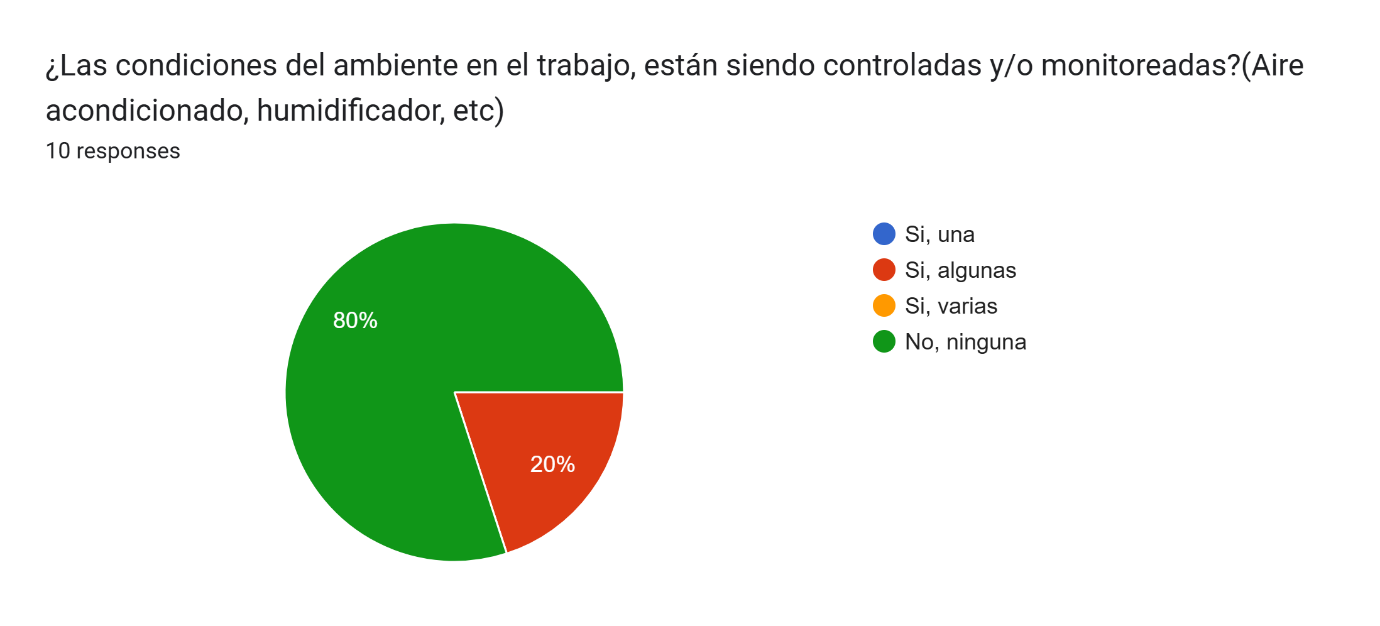 ¿Las condiciones del ambiente en el trabajo, están siendo controladas y/o monitoreadas?(Aire
acondicionado, humidificador, etc)
10 responses
80%
20%
Si, una
Si, algunas
Si, varias
No, ninguna